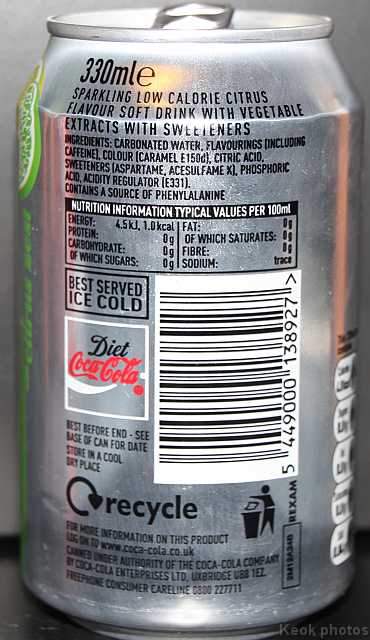 330ml℮
SPARKLING LOW CALORIE CITRUS
FLAVOUR SOFT DRINK WITH VEGETABLE
EXTRACTS WITH SWEETENERS
INGREDIENTS: CARBONATED WATER, FLAVOURINGS (INCLUDING
CAFFEINE), COLOUR (CARAMEL E150d), CITRIC ACID,
SWEETENERS (ASPARTAME, ACESULFAME K), PHOSPHORIC
ACID, ACIDITY REGULATOR (E331).
CONTAINS A SOURCE OF PHENYLALANINE
NUTRITION INFORMATION TYPICAL VALUES PER 100ml
ENERGY: 4.5kJ, 1.0kcal
PROTEIN: 0g
CARBOHYDRATE: 0g
OF WHICH SUGARS: 0g
FAT: 0g
OF WHICH SATURATES: 0g
FIBRE: 0g
SODIUM: trace
BEST SERVED
ICE COLD
Diet
Coca-Cola
BEST BEFORE END - SEE
BASE OF CAN FOR DATE
STORE IN A COOL
DRY PLACE
5 449000 138927 >
recycle
REXAM
FOR MORE INFORMATION ON THIS PRODUCT
LOG ON TO www.coca-cola.co.uk
CANNED UNDER AUTHORITY OF THE COCA-COLA COMPANY
BY COCA-COLA ENTERPRISES LTD, UXBRIDGE UB8 1EZ.
FREEPHONE CONSUMER CARELINE 0800 227711
Keok photos